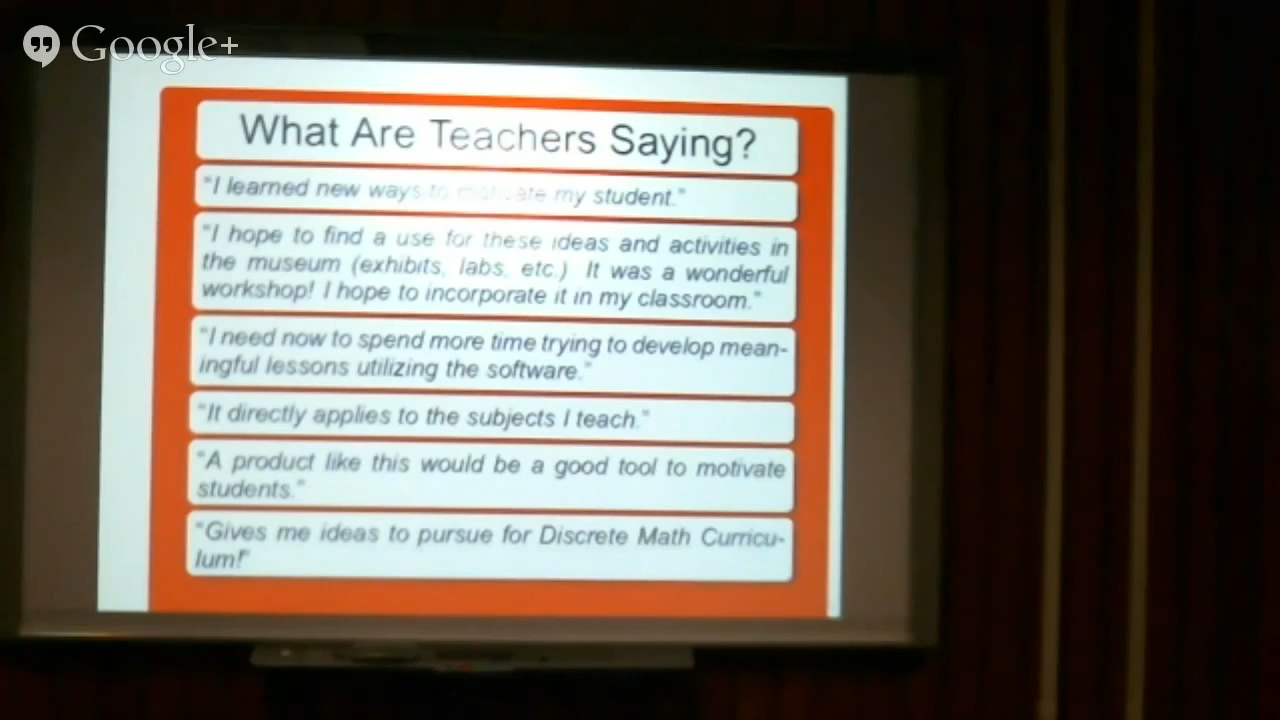 Google+
What Are Teachers Saying?
"I learned new ways to motivate my student."
"I hope to find a use for these ideas and activities in
the museum (exhibits, labs, etc.) It was a wonderful
workshop! I hope to incorporate it in my classroom."
"I need now to spend more time trying to develop mean-
ingful lessons utilizing the software."
"It directly applies to the subjects I teach."
"A product like this would be a good tool to motivate
students."
"Gives me ideas to pursue for Discrete Math Curricu-
lum!"